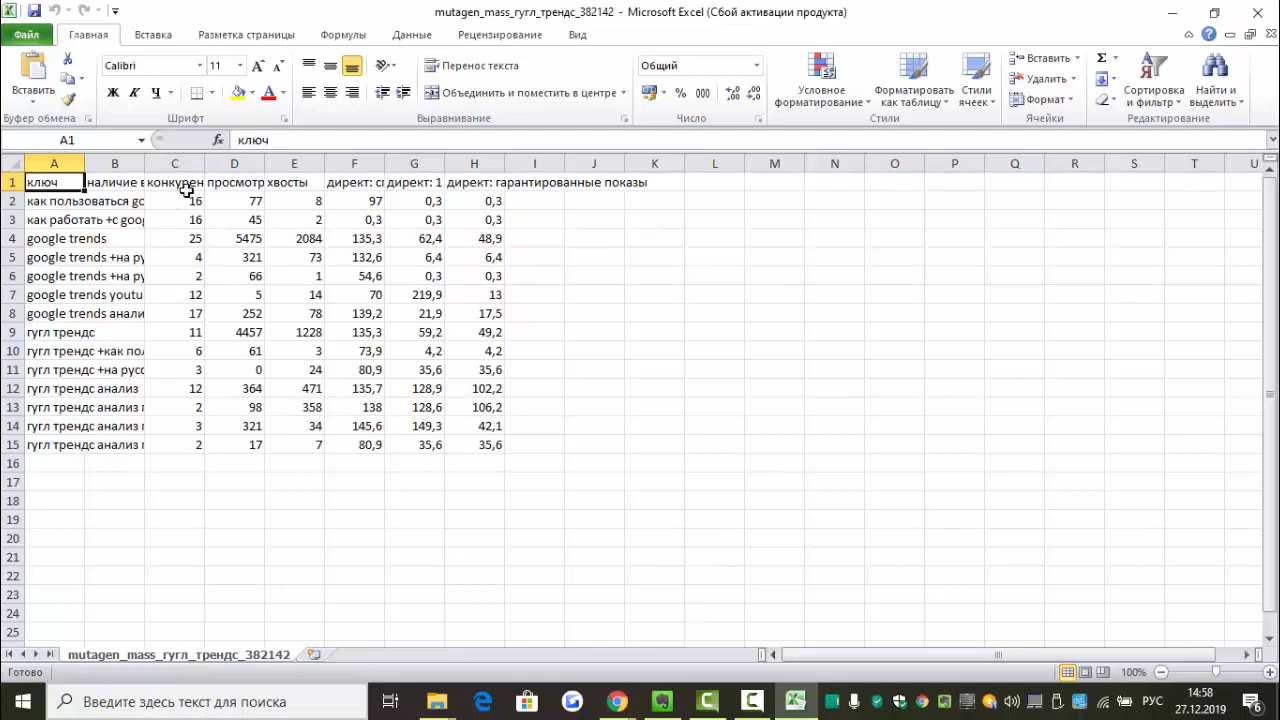 mutagen_mass_гугл_трендс_382142 - Microsoft Excel (Сбой активации продукта)
Файл Главная Вставка Разметка страницы Формулы Данные Рецензирование Вид
Вставить
Буфер обмена
Calibri 11
Ж К Ч
Шрифт
Перенос текста
Объединить и поместить в центре
Выравнивание
Общий
% 000
Число
Условное форматирование
Форматировать как таблицу
Стили ячеек
Стили
Вставить
Удалить
Формат
Ячейки
Сортировка и фильтр
Найти и выделить
Редактирование
A1 fx ключ
A B C D E F G H I J K L M N O P Q R S T U
1 ключ наличие в конкурен просмотр хвосты директ: сп директ: 1 директ: гарантированные показы
2 как пользоваться go 16 77 8 97 0,3 0,3
3 как работать +с goog 16 45 2 0,3 0,3 0,3
4 google trends 25 5475 2084 135,3 62,4 48,9
5 google trends +на ру 4 321 73 132,6 6,4 6,4
6 google trends +на ру 2 66 1 54,6 0,3 0,3
7 google trends youtu 12 5 14 70 219,9 13
8 google trends анали 17 252 78 139,2 21,9 17,5
9 гугл трендс 11 4457 1228 135,3 59,2 49,2
10 гугл трендс +как пол 6 61 3 73,9 4,2 4,2
11 гугл трендс +на русс 3 0 24 80,9 35,6 35,6
12 гугл трендс анализ 12 364 471 135,7 128,9 102,2
13 гугл трендс анализ 2 98 358 138 128,6 106,2
14 гугл трендс анализ 3 321 34 145,6 149,3 42,1
15 гугл трендс анализ 2 17 7 80,9 35,6 35,6
16
17
18
19
20
21
22
23
24
25
mutagen_mass_гугл_трендс_382142
Готово 100%
Введите здесь текст для поиска
РУС
14:58
27.12.2019
6